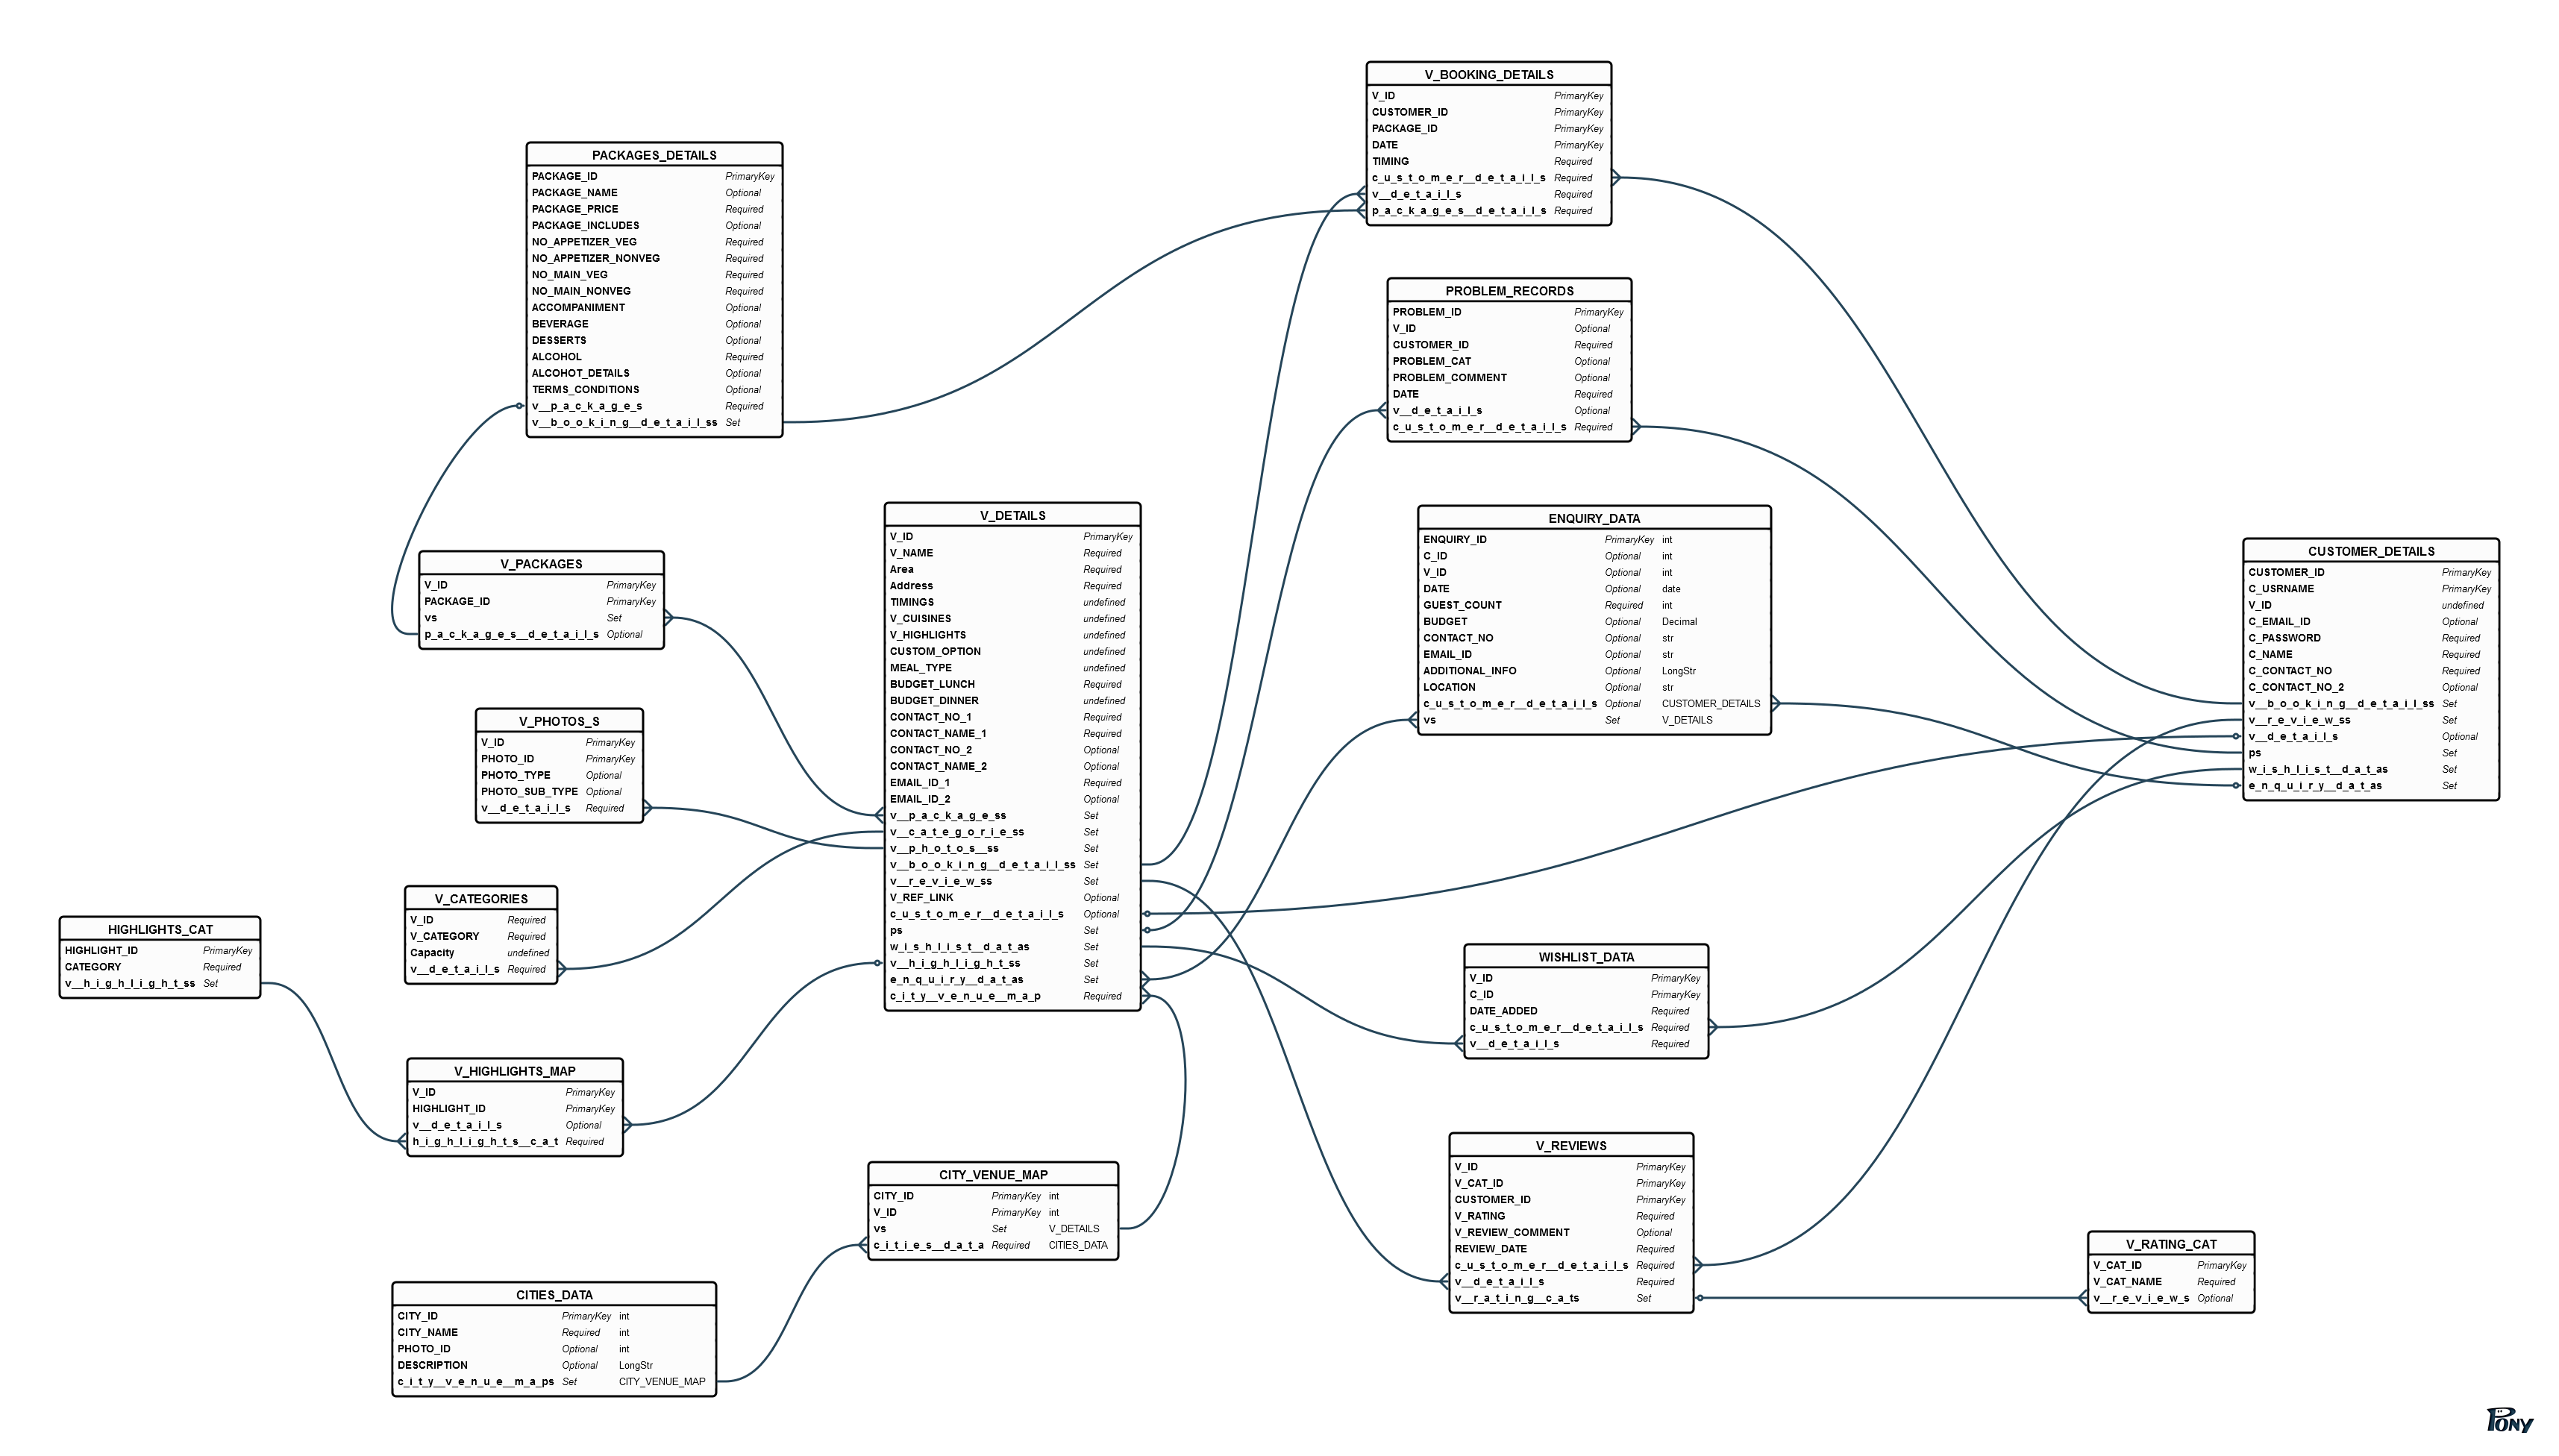 V_BOOKING_DETAILS
V_ID PrimaryKey
CUSTOMER_ID PrimaryKey
PACKAGE_ID PrimaryKey
DATE PrimaryKey
TIMING Required
c_u_s_t_o_m_e_r__d_e_t_a_i_l_s Required
v__d_e_t_a_i_l_s Required
p_a_c_k_a_g_e_s__d_e_t_a_i_l_s Required
PACKAGES_DETAILS
PACKAGE_ID PrimaryKey
PACKAGE_NAME Optional
PACKAGE_PRICE Required
PACKAGE_INCLUDES Optional
NO_APPETIZER_VEG Required
NO_APPETIZER_NONVEG Required
NO_MAIN_VEG Required
NO_MAIN_NONVEG Required
ACCOMPANIMENT Optional
BEVERAGE Optional
DESSERTS Optional
ALCOHOL Required
ALCOHOT_DETAILS Optional
TERMS_CONDITIONS Optional
v__p_a_c_k_a_g_e_s Required
v__b_o_o_k_i_n_g__d_e_t_a_i_l_ss Set
PROBLEM_RECORDS
PROBLEM_ID PrimaryKey
V_ID Optional
CUSTOMER_ID Required
PROBLEM_CAT Optional
PROBLEM_COMMENT Optional
DATE Required
v__d_e_t_a_i_l_s Optional
c_u_s_t_o_m_e_r__d_e_t_a_i_l_s Required
V_DETAILS
V_ID PrimaryKey
V_NAME Required
Area Required
Address Required
TIMINGS undefined
V_CUISINES undefined
V_HIGHLIGHTS undefined
CUSTOM_OPTION undefined
MEAL_TYPE undefined
BUDGET_LUNCH Required
BUDGET_DINNER undefined
CONTACT_NO_1 Required
CONTACT_NAME_1 Required
CONTACT_NO_2 Optional
CONTACT_NAME_2 Optional
EMAIL_ID_1 Required
EMAIL_ID_2 Optional
v__p_a_c_k_a_g_e_ss Set
v__c_a_t_e_g_o_r_i_e_ss Set
v__p_h_o_t_o_s__ss Set
v__b_o_o_k_i_n_g__d_e_t_a_i_l_ss Set
v__r_e_v_i_e_w_ss Set
V_REF_LINK Optional
c_u_s_t_o_m_e_r__d_e_t_a_i_l_s Optional
ps Set
w_i_s_h_l_i_s_t__d_a_t_as Set
v__h_i_g_h_l_i_g_h_t_ss Set
e_n_q_u_i_r_y__d_a_t_as Set
c_i_t_y__v_e_n_u_e__m_a_p Required
ENQUIRY_DATA
ENQUIRY_ID PrimaryKey int
C_ID Optional int
V_ID Optional int
DATE Optional date
GUEST_COUNT Required int
BUDGET Optional Decimal
CONTACT_NO Optional str
EMAIL_ID Optional str
ADDITIONAL_INFO Optional LongStr
LOCATION Optional str
c_u_s_t_o_m_e_r__d_e_t_a_i_l_s Optional CUSTOMER_DETAILS
vs Set V_DETAILS
CUSTOMER_DETAILS
CUSTOMER_ID PrimaryKey
C_USRNAME PrimaryKey
V_ID undefined
C_EMAIL_ID Optional
C_PASSWORD Required
C_NAME Required
C_CONTACT_NO Required
C_CONTACT_NO_2 Optional
v__b_o_o_k_i_n_g__d_e_t_a_i_l_ss Set
v__r_e_v_i_e_w_ss Set
v__d_e_t_a_i_l_s Optional
ps Set
w_i_s_h_l_i_s_t__d_a_t_as Set
e_n_q_u_i_r_y__d_a_t_as Set
V_PACKAGES
V_ID PrimaryKey
PACKAGE_ID PrimaryKey
vs Set
p_a_c_k_a_g_e_s__d_e_t_a_i_l_s Optional
V_PHOTOS_S
V_ID PrimaryKey
PHOTO_ID PrimaryKey
PHOTO_TYPE Optional
PHOTO_SUB_TYPE Optional
v__d_e_t_a_i_l_s Required
V_CATEGORIES
V_ID Required
V_CATEGORY Required
Capacity undefined
v__d_e_t_a_i_l_s Required
HIGHLIGHTS_CAT
HIGHLIGHT_ID PrimaryKey
CATEGORY Required
v__h_i_g_h_l_i_g_h_t_ss Set
WISHLIST_DATA
V_ID PrimaryKey
C_ID PrimaryKey
DATE_ADDED Required
c_u_s_t_o_m_e_r__d_e_t_a_i_l_s Required
v__d_e_t_a_i_l_s Required
V_HIGHLIGHTS_MAP
V_ID PrimaryKey
HIGHLIGHT_ID PrimaryKey
v__d_e_t_a_i_l_s Optional
h_i_g_h_l_i_g_h_t_s__c_a_t Required
V_REVIEWS
V_ID PrimaryKey
V_CAT_ID PrimaryKey
CUSTOMER_ID PrimaryKey
V_RATING Required
V_REVIEW_COMMENT Optional
REVIEW_DATE Required
c_u_s_t_o_m_e_r__d_e_t_a_i_l_s Required
v__d_e_t_a_i_l_s Required
v__r_a_t_i_n_g__c_a_ts Set
CITY_VENUE_MAP
CITY_ID PrimaryKey int
V_ID PrimaryKey int
vs Set V_DETAILS
c_i_t_i_e_s__d_a_t_a Required CITIES_DATA
V_RATING_CAT
V_CAT_ID PrimaryKey
V_CAT_NAME Required
v__r_e_v_i_e_w_s Optional
CITIES_DATA
CITY_ID PrimaryKey int
CITY_NAME Required int
PHOTO_ID Optional int
DESCRIPTION Optional LongStr
c_i_t_y__v_e_n_u_e__m_a_ps Set CITY_VENUE_MAP
PONY